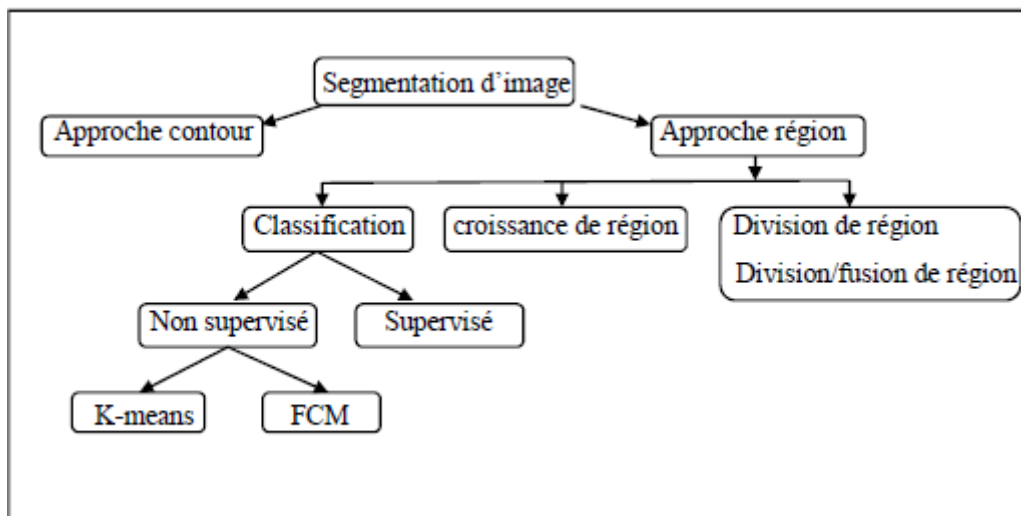 Segmentation d’image
Approche contour
Approche région
Classification
croissance de région
Division de région
Division/fusion de région
Non supervisé
Supervisé
K-means
FCM